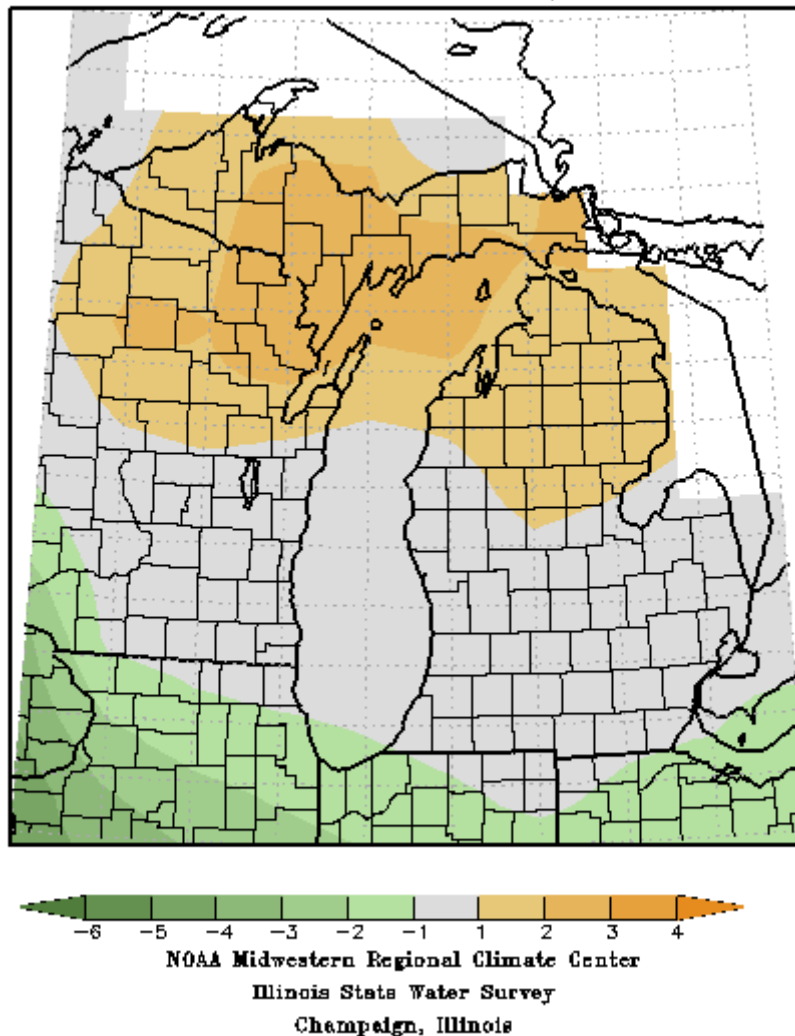 -6 -5 -4 -3 -2 -1 1 2 3 4
NOAA Midwestern Regional Climate Center
Illinois State Water Survey
Champaign, Illinois